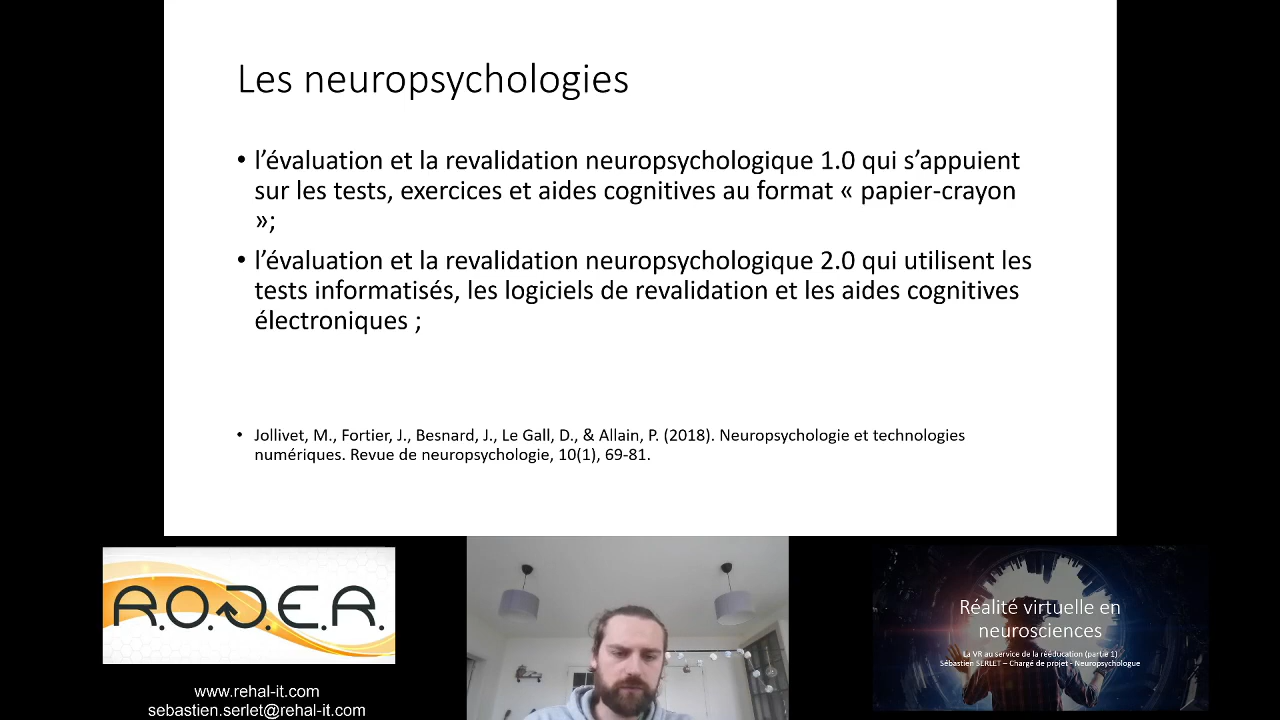 Les neuropsychologies
• l’évaluation et la revalidation neuropsychologique 1.0 qui s’appuient
sur les tests, exercices et aides cognitives au format « papier-crayon
»;
• l’évaluation et la revalidation neuropsychologique 2.0 qui utilisent les
tests informatisés, les logiciels de revalidation et les aides cognitives
électroniques ;
• Jollivet, M., Fortier, J., Besnard, J., Le Gall, D., & Allain, P. (2018). Neuropsychologie et technologies
numériques. Revue de neuropsychologie, 10(1), 69-81.
R.O.G.E.R.
www.rehal-it.com
sebastien.serlet@rehal-it.com
Réalité virtuelle en
neurosciences
La VR au service de la rééducation (partie 1)
Sébastien SERLET – Chargé de projet - Neuropsychologue